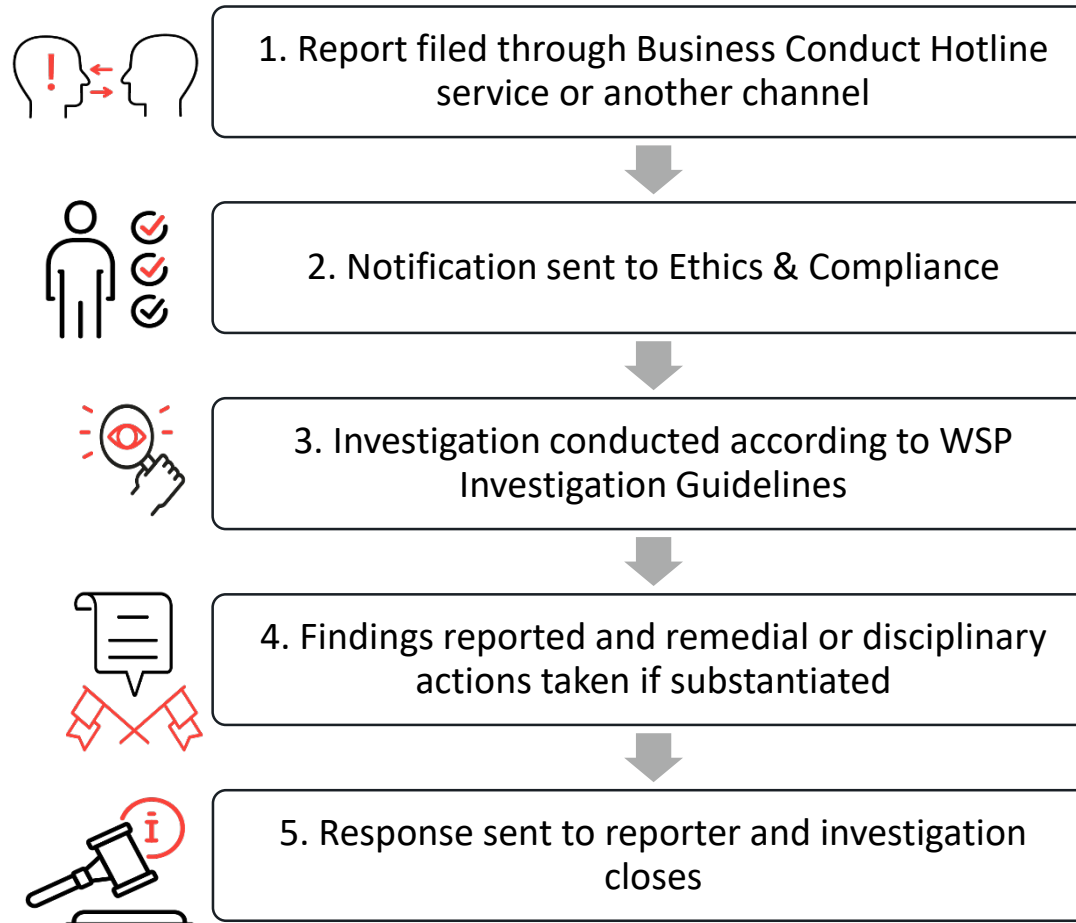 1. Report filed through Business Conduct Hotline
service or another channel
2. Notification sent to Ethics & Compliance
3. Investigation conducted according to WSP
Investigation Guidelines
4. Findings reported and remedial or disciplinary
actions taken if substantiated
5. Response sent to reporter and investigation
closes